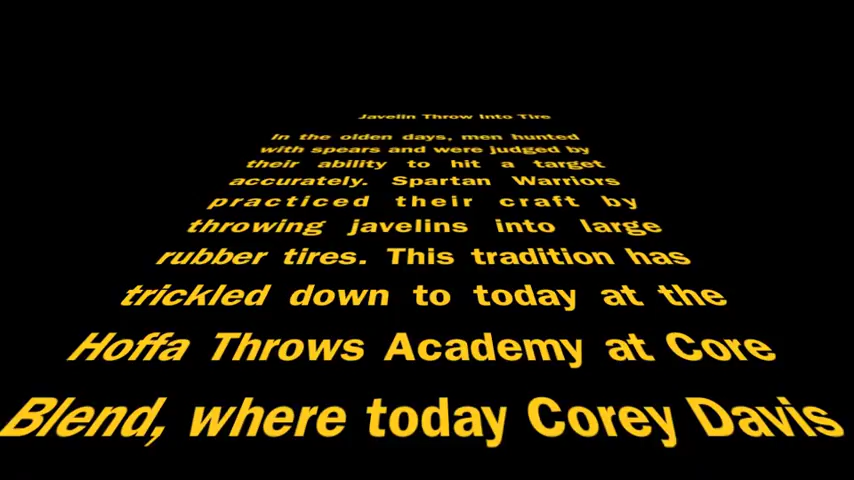 Javelin Throw Into Tire
In the olden days, men hunted
with spears and were judged by
their ability to hit a target
accurately. Spartan Warriors
practiced their craft by
throwing javelins into large
rubber tires. This tradition has
trickled down to today at the
Hoffa Throws Academy at Core
Blend, where today Corey Davis